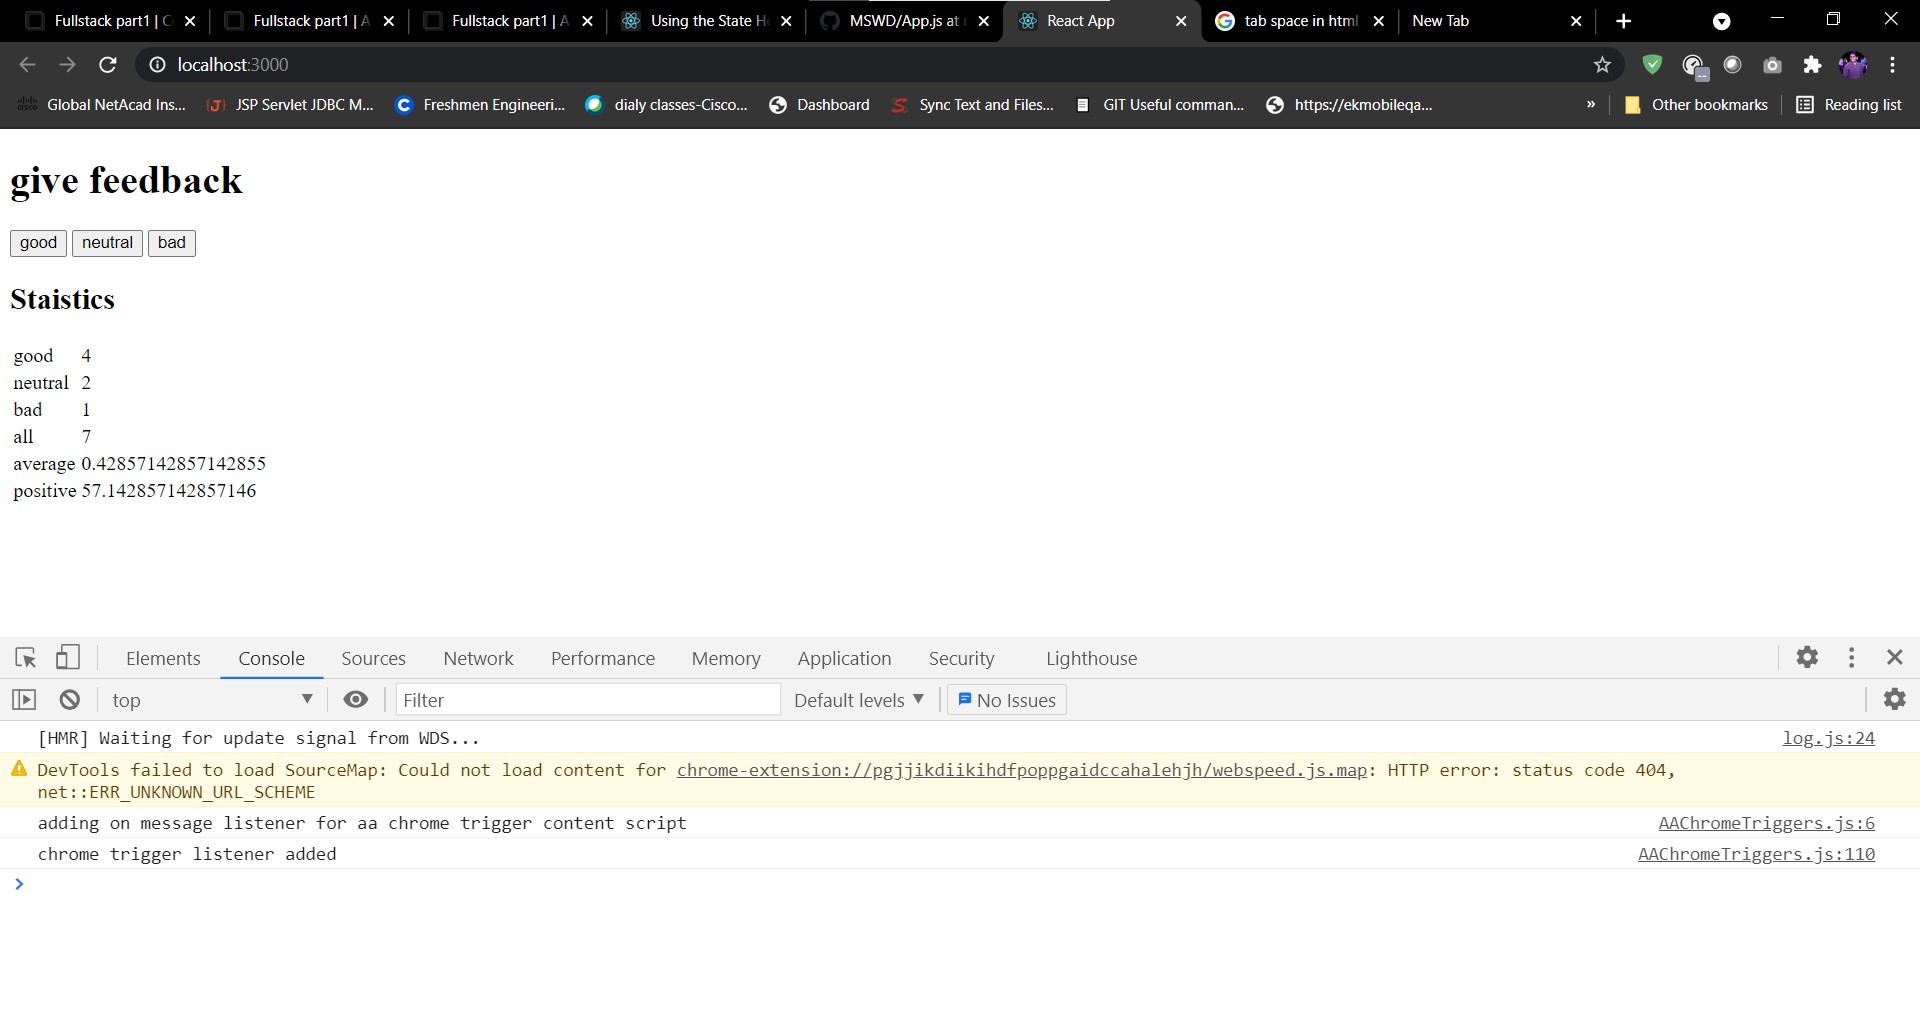 Fullstack part1 | C
Fullstack part1 | A
Fullstack part1 | A
Using the State H
MSWD/App.js at
React App
tab space in html
New Tab
localhost:3000
Global NetAcad Ins...
JSP Servlet JDBC M...
Freshmen Engineeri...
dialy classes-Cisco...
Dashboard
Sync Text and Files...
GIT Useful comman...
https://ekmobileqa...
»
Other bookmarks
Reading list
give feedback
good neutral bad
Staistics
good 4
neutral 2
bad 1
all 7
average 0.42857142857142855
positive 57.142857142857146
Elements Console Sources Network Performance Memory Application Security Lighthouse
top Filter Default levels No Issues
[HMR] Waiting for update signal from WDS... log.js:24
DevTools failed to load SourceMap: Could not load content for chrome-extension://pgjjikdiikihdfpoppgaidccahalehjh/webspeed.js.map: HTTP error: status code 404,
net::ERR_UNKNOWN_URL_SCHEME
adding on message listener for aa chrome trigger content script AAChromeTriggers.js:6
chrome trigger listener added AAChromeTriggers.js:110